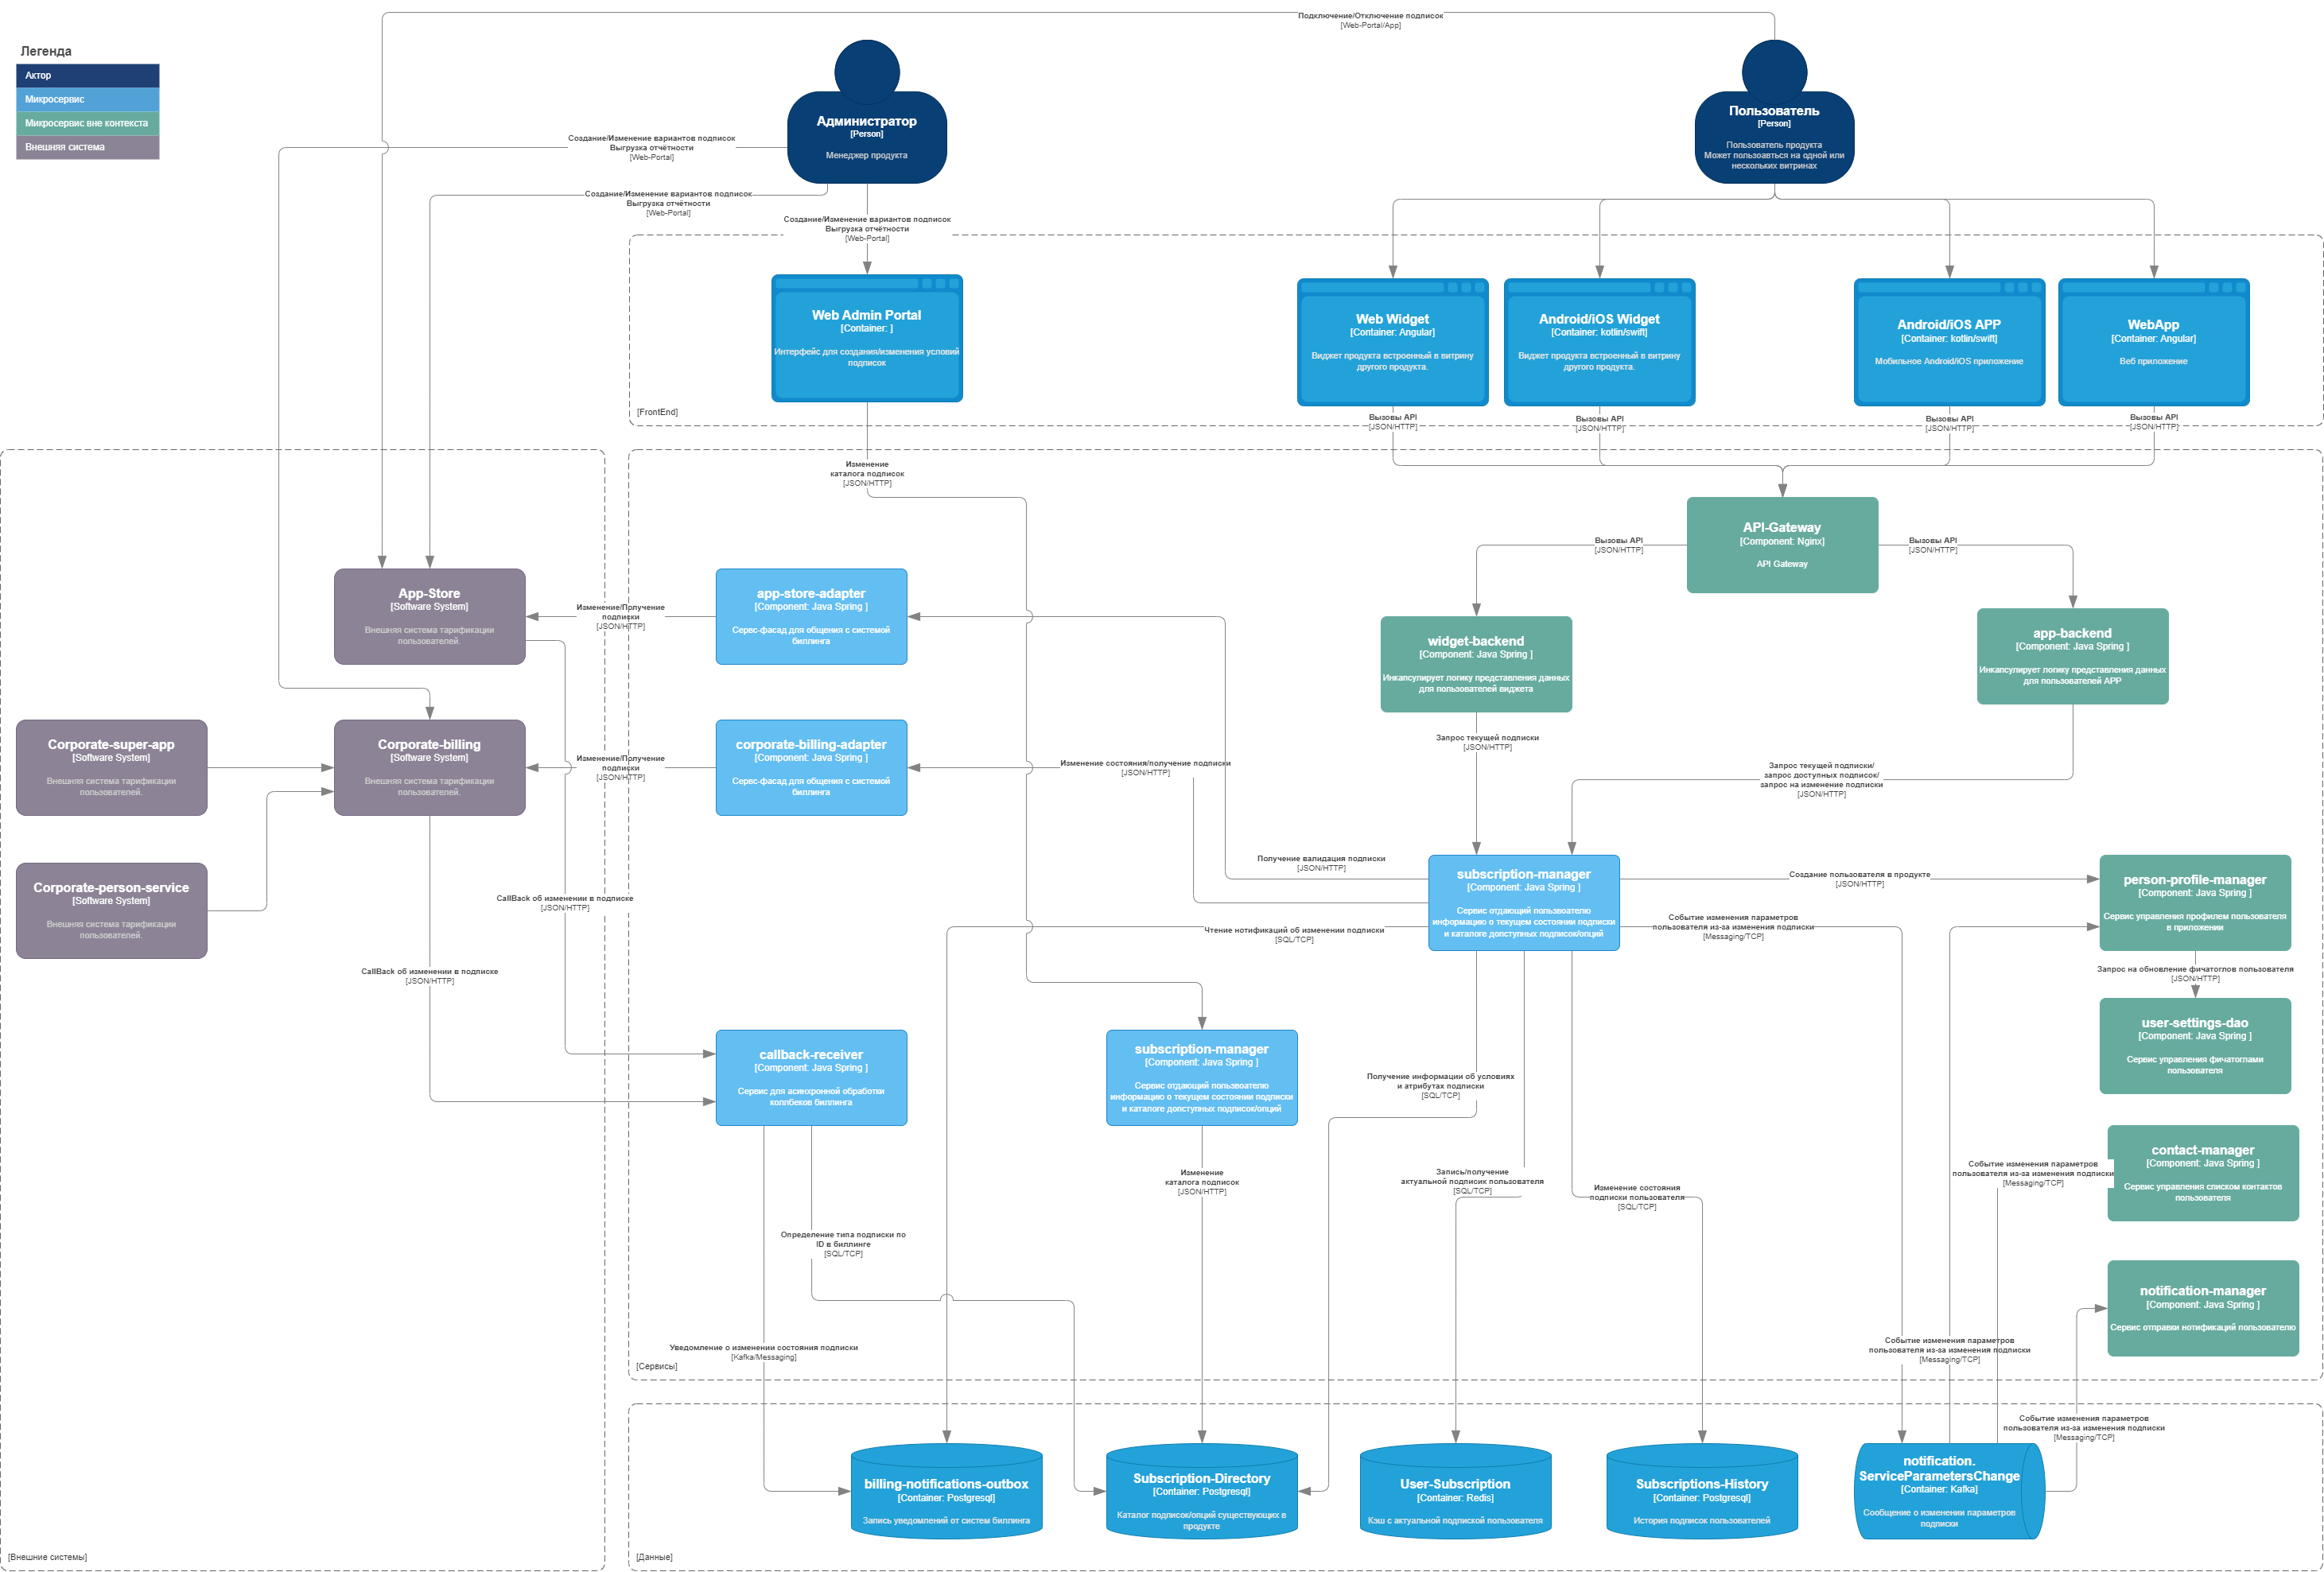 Подключение/Отключение подписок
[Web-Portal/App]
Легенда
Актор
Микросервис
Микросервис вне контекста
Внешняя система
Администратор
[Person]
Менеджер продукта
Пользователь
[Person]
Пользователь продукта
Может пользоваться на одной или
нескольких витринах
Создание/Изменение вариантов подписок
Выгрузка отчётности
[Web-Portal]
Создание/Изменение вариантов подписок
Выгрузка отчётности
[Web-Portal]
Создание/Изменение вариантов подписок
Выгрузка отчётности
[Web-Portal]
Web Admin Portal
[Container: ]
Интерфейс для создания/изменения условий
подписок
Web Widget
[Container: Angular]
Виджет продукта встроенный в витрину
другого продукта.
Android/iOS Widget
[Container: kotlin/swift]
Виджет продукта встроенный в витрину
другого продукта.
Android/iOS APP
[Container: kotlin/swift]
Мобильное Android/iOS приложение
WebApp
[Container: Angular]
Веб приложение
[FrontEnd]
Вызовы API
[JSON/HTTP]
Вызовы API
[JSON/HTTP]
Вызовы API
[JSON/HTTP]
Вызовы API
[JSON/HTTP]
Изменение
каталога подписок
[JSON/HTTP]
API-Gateway
[Component: Nginx]
API Gateway
Вызовы API
[JSON/HTTP]
Вызовы API
[JSON/HTTP]
App-Store
[Software System]
Внешняя система тарификации
пользователей.
Изменение/Получение
подписки
[JSON/HTTP]
app-store-adapter
[Component: Java Spring ]
Серес-фасад для общения с системой
биллинга
widget-backend
[Component: Java Spring ]
Инкапсулирует логику представления данных
для пользователей виджета
app-backend
[Component: Java Spring ]
Инкапсулирует логику представления данных
для пользователей APP
Corporate-super-app
[Software System]
Внешняя система тарификации
пользователей.
Corporate-billing
[Software System]
Внешняя система тарификации
пользователей.
Изменение/Получение
подписки
[JSON/HTTP]
corporate-billing-adapter
[Component: Java Spring ]
Серес-фасад для общения с системой
биллинга
Изменение состояния/получение подписки
[JSON/HTTP]
Запрос текущей подписки
[JSON/HTTP]
Запрос текущей подписки/
запрос доступных подписок/
запрос на изменение подписки
[JSON/HTTP]
Corporate-person-service
[Software System]
Внешняя система тарификации
пользователей.
CallBack об изменении в подписке
[JSON/HTTP]
CallBack об изменении в подписке
[JSON/HTTP]
Получение валидация подписки
[JSON/HTTP]
Чтение нотификаций об изменении подписки
[SQL/TCP]
subscription-manager
[Component: Java Spring ]
Сервис отдающий пользвоателю
информацию о текущем состоянии подписки
и каталоге доступных подписок/опций
Создание пользователя в продукте
[JSON/HTTP]
Событие изменения параметров
пользователя из-за изменения подписки
[Messaging/TCP]
person-profile-manager
[Component: Java Spring ]
Сервис управления профилем пользователя
в приложении
Запрос на обновление фичатоглов пользователя
[JSON/HTTP]
user-settings-dao
[Component: Java Spring ]
Сервис управления фичатоглами
пользователя
callback-receiver
[Component: Java Spring ]
Сервис для асинхронной обработки
коллбеков биллинга
subscription-manager
[Component: Java Spring ]
Сервис отдающий пользвоателю
информацию о текущем состоянии подписки
и каталоге допступных подписок/опций
Получение информации об условиях
и атрибутах подписки
[SQL/TCP]
contact-manager
[Component: Java Spring ]
Сервис управления списком контактов
пользователя
Изменение
каталога подписок
[JSON/HTTP]
Запись/получение
актуальной подписик пользователя
[SQL/TCP]
Изменение состояния
подписки пользователя
[SQL/TCP]
Событие изменения параметров
пользователя из-за изменения подписки
[Messaging/TCP]
Определение типа подписки по
ID в биллинге
[SQL/TCP]
notification-manager
[Component: Java Spring ]
Сервис отправки нотификаций пользователю
Уведомление о изменении состояния подписки
[Kafka/Messaging]
Событие изменения параметров
пользователя из-за изменения подписки
[Messaging/TCP]
[Сервисы]
Событие изменения параметров
пользователя из-за изменения подписки
[Messaging/TCP]
billing-notifications-outbox
[Container: Postgresql]
Запись уведомлений от систем биллинга
Subscription-Directory
[Container: Postgresql]
Каталог подписок/опций существующих в
продукте
User-Subscription
[Container: Redis]
Кэш с актуальной подпиской пользователя
Subscriptions-History
[Container: Postgresql]
История подписок пользователей
notification.
ServiceParametersChange
[Container: Kafka]
Сообщение о изменении параметров
подписки
[Внешние системы]
[Данные]